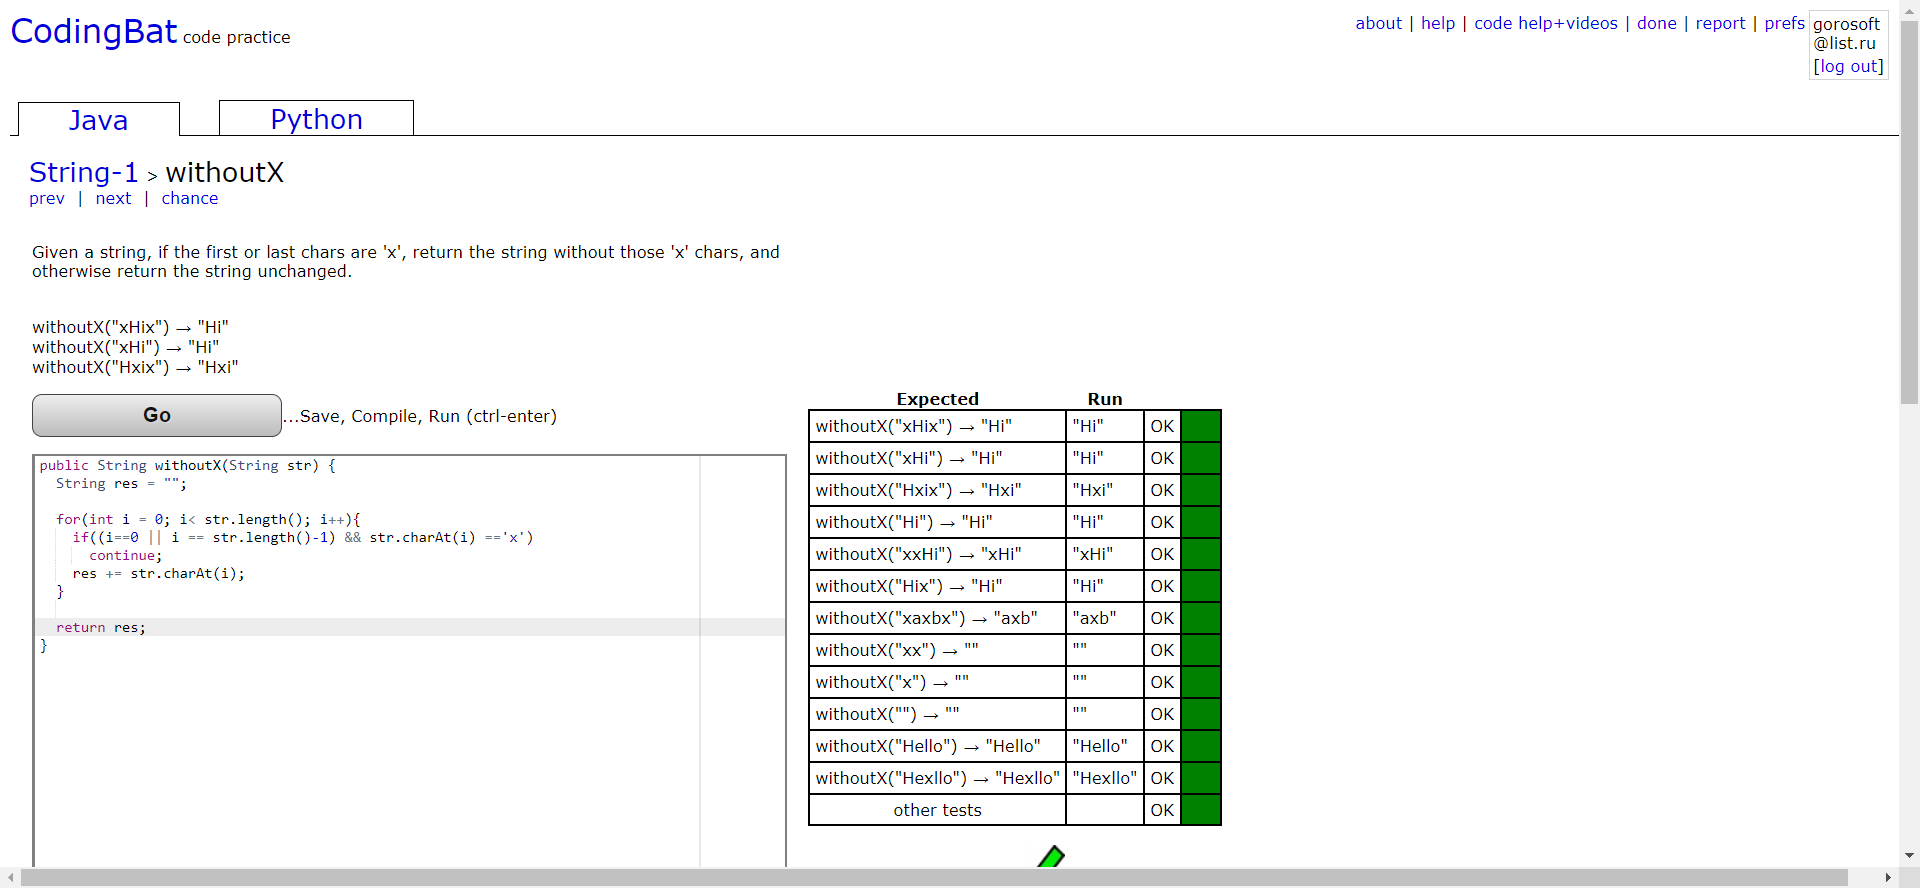 CodingBat code practice
about | help | code help+videos | done | report | prefs
gorosoft
@list.ru
[log out]
Java
Python
String-1 > withoutX
prev | next | chance
Given a string, if the first or last chars are 'x', return the string without those 'x' chars, and
otherwise return the string unchanged.
withoutX("xHix") → "Hi"
withoutX("xHi") → "Hi"
withoutX("Hxix") → "Hxi"
Go ...Save, Compile, Run (ctrl-enter)
public String withoutX(String str) {
  String res = "";
  for(int i = 0; i< str.length(); i++){
    if((i==0 || i == str.length()-1) && str.charAt(i) =='x')
      continue;
    res += str.charAt(i);
  }
  return res;
}
Expected Run
withoutX("xHix") → "Hi" "Hi" OK
withoutX("xHi") → "Hi" "Hi" OK
withoutX("Hxix") → "Hxi" "Hxi" OK
withoutX("Hi") → "Hi" "Hi" OK
withoutX("xxHi") → "xHi" "xHi" OK
withoutX("Hix") → "Hi" "Hi" OK
withoutX("xaxbx") → "axb" "axb" OK
withoutX("xx") → "" "" OK
withoutX("x") → "" "" OK
withoutX("") → "" "" OK
withoutX("Hello") → "Hello" "Hello" OK
withoutX("Hexllo") → "Hexllo" "Hexllo" OK
other tests OK